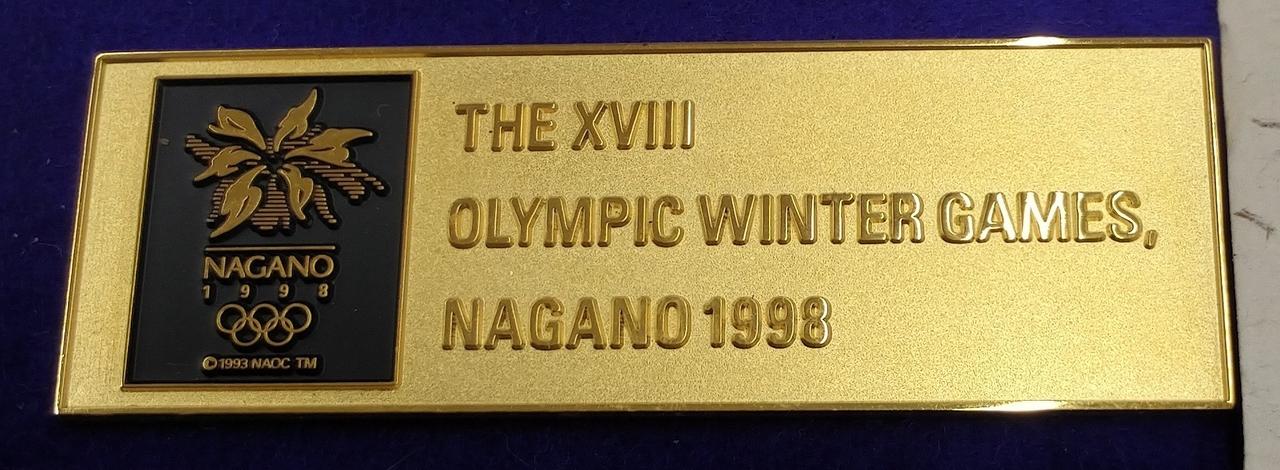 NAGANO
1998
©1993 NAOC TM
THE XVIII
OLYMPIC WINTER GAMES,
NAGANO 1998